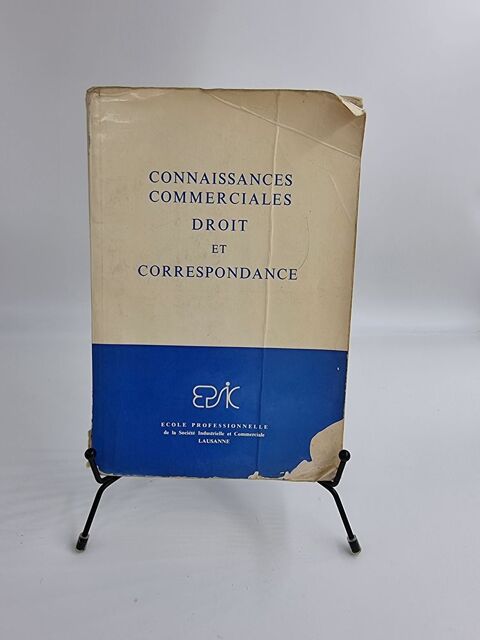 CONNAISSANCES
COMMERCIALES
DROIT
ET
CORRESPONDANCE
EPSIC
ECOLE PROFESSIONNELLE
de la Société Industrielle et Commerciale
LAUSANNE